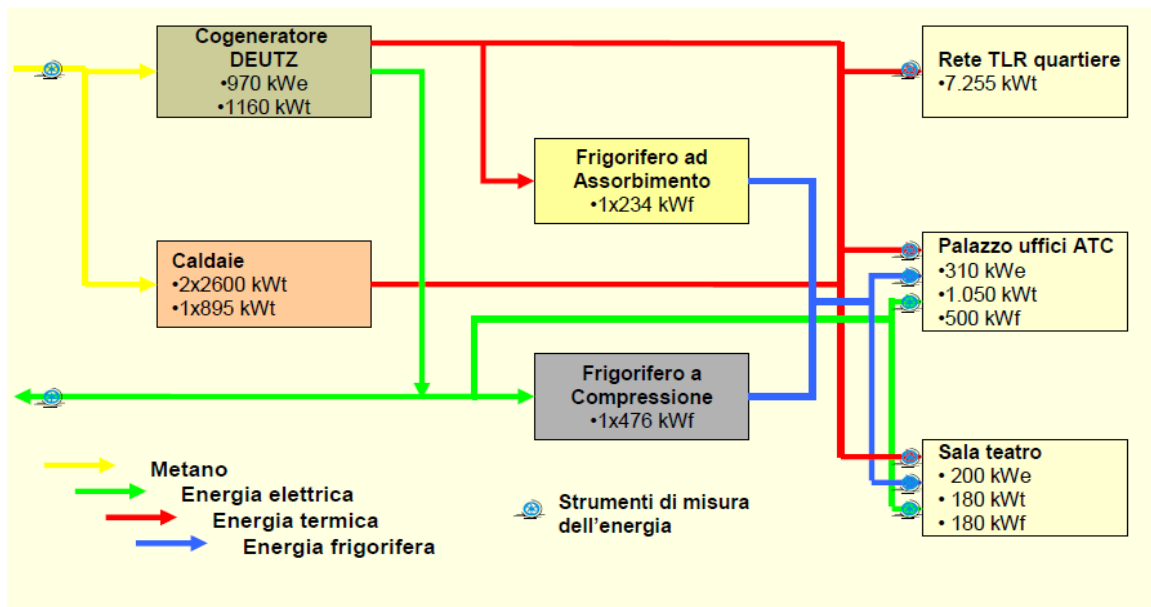 Cogeneratore
DEUTZ
•970 kWe
•1160 kWt
Rete TLR quartiere
•7.255 kWt
Frigorifero ad
Assorbimento
•1x234 kWf
Caldaie
•2x2600 kWt
•1x895 kWt
Palazzo uffici ATC
•310 kWe
•1.050 kWt
•500 kWf
Frigorifero a
Compressione
•1x476 kWf
Sala teatro
• 200 kWe
• 180 kWt
• 180 kWf
Metano
Energia elettrica
Energia termica
Energia frigorifera
Strumenti di misura
dell'energia